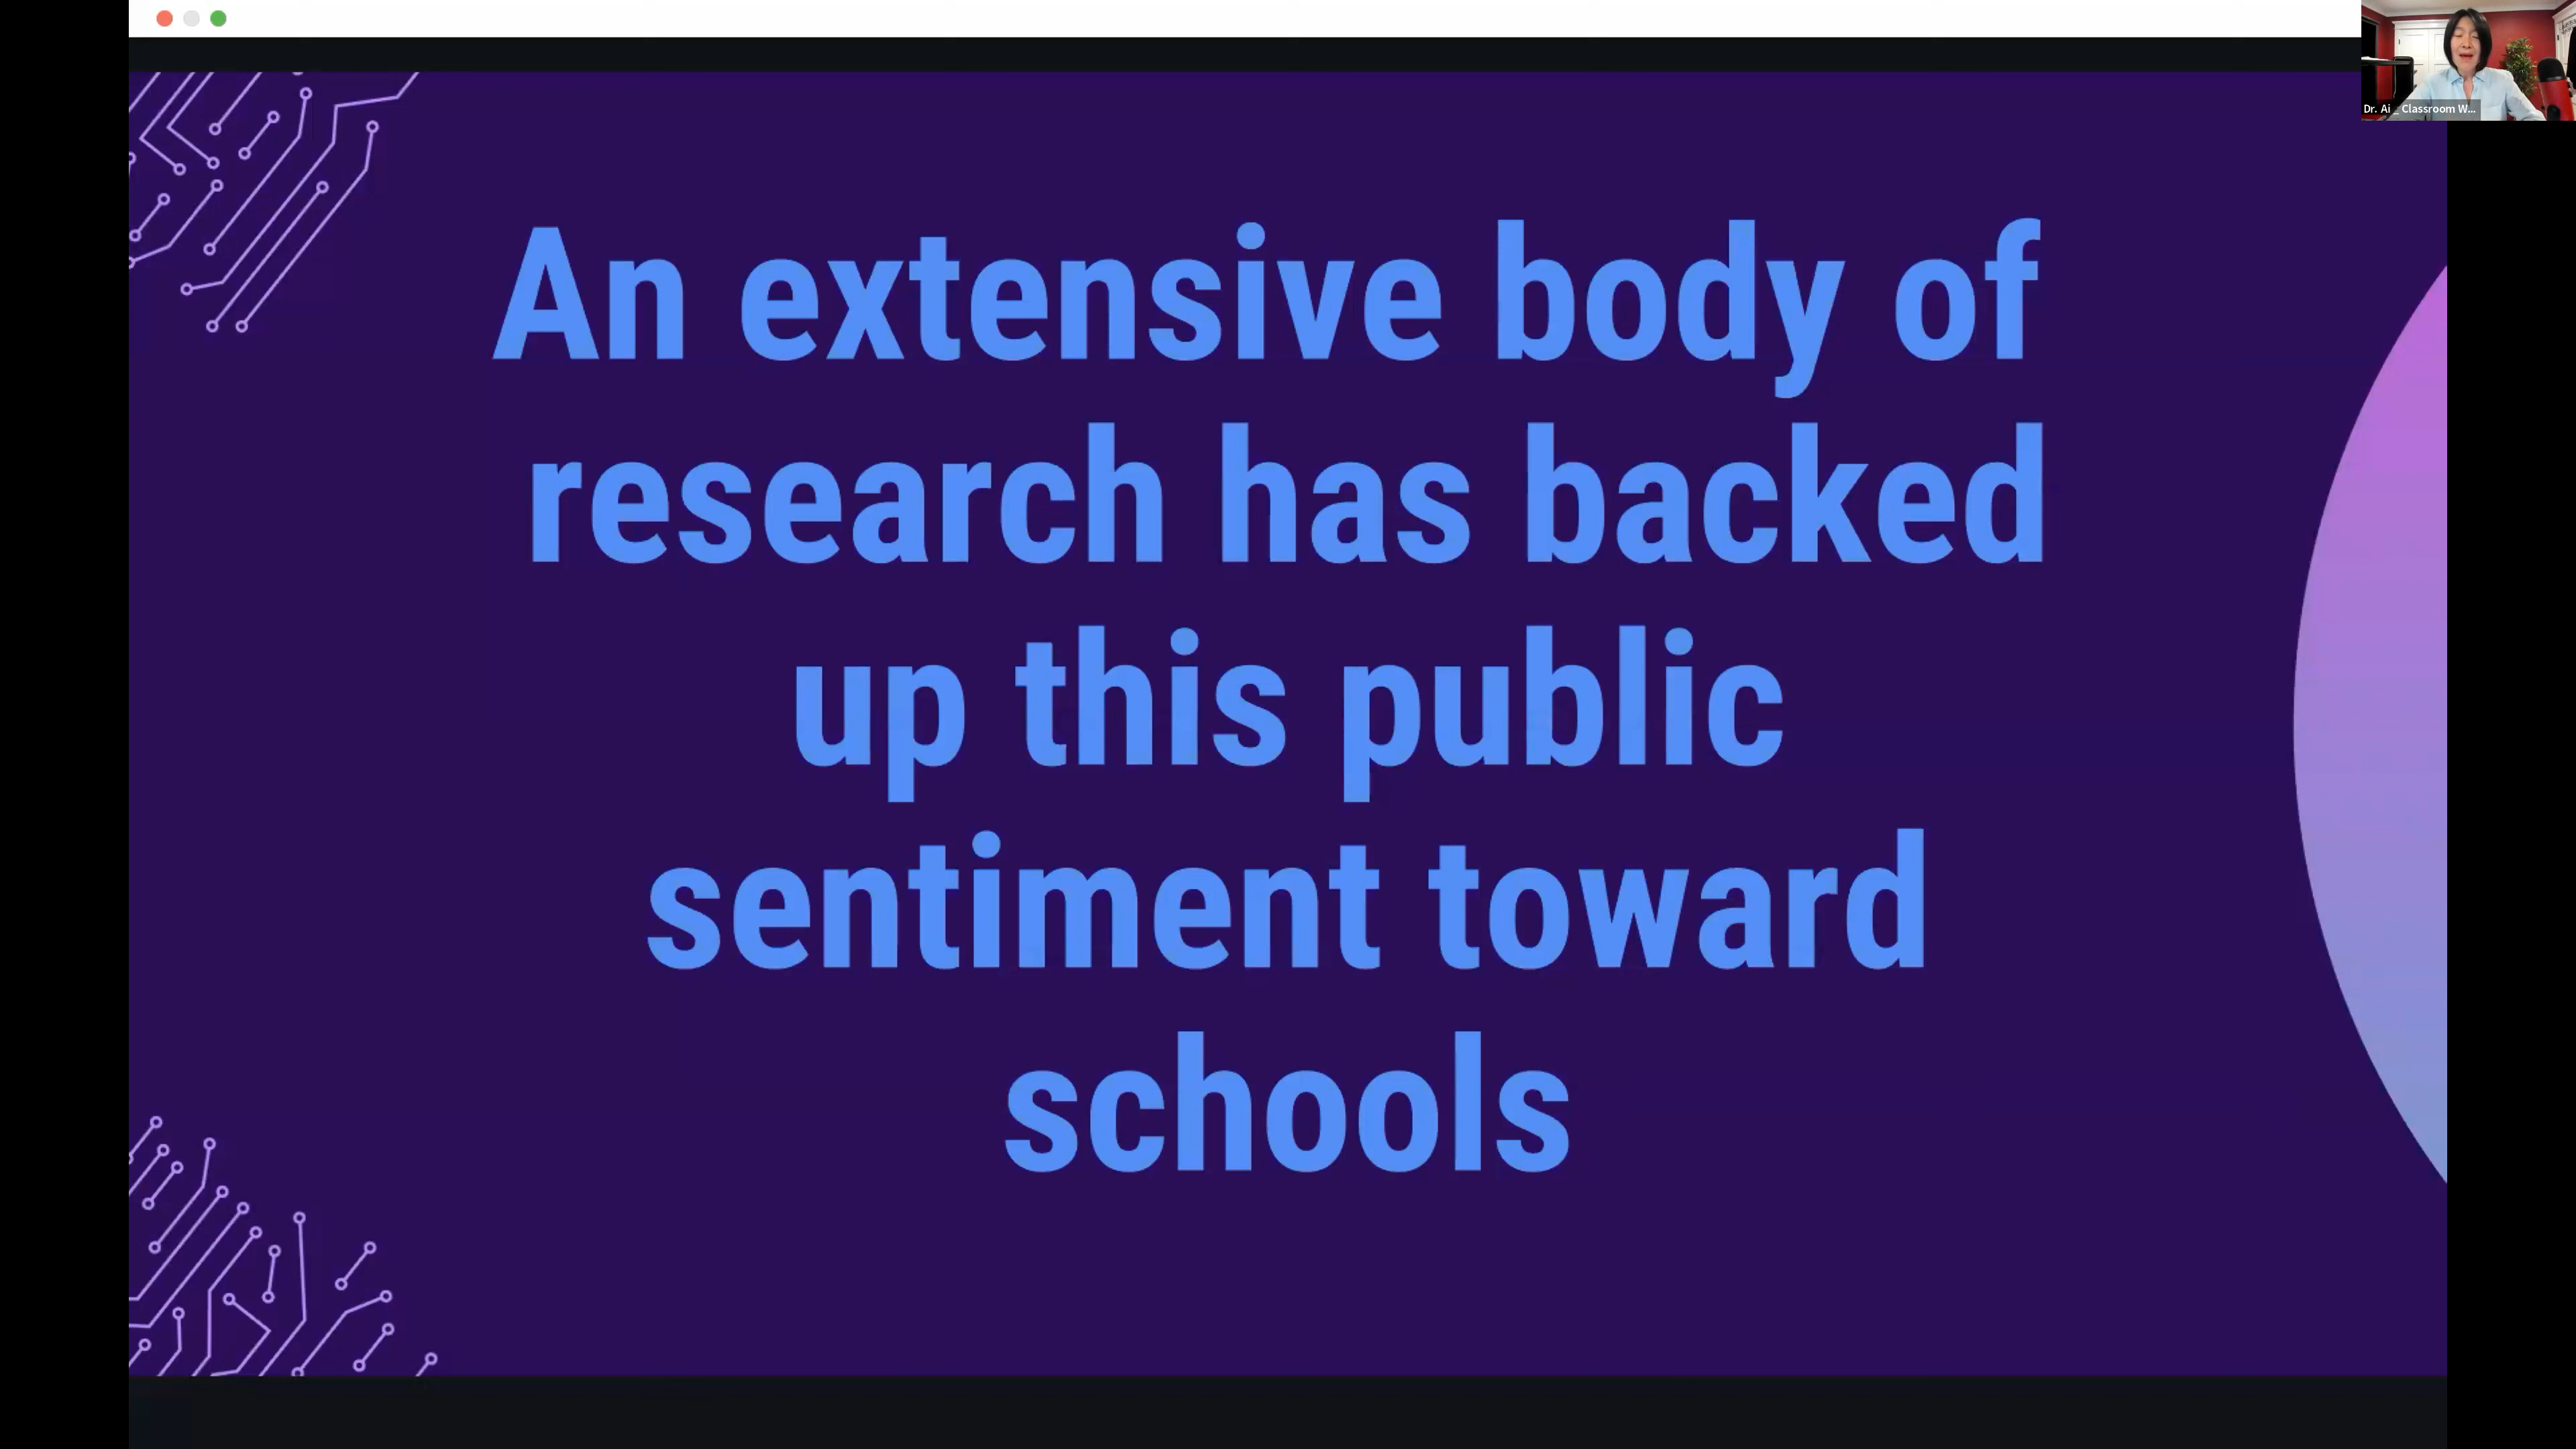 Dr. Ai _ Classroom W...
An extensive body of
research has backed
up this public
sentiment toward
schools